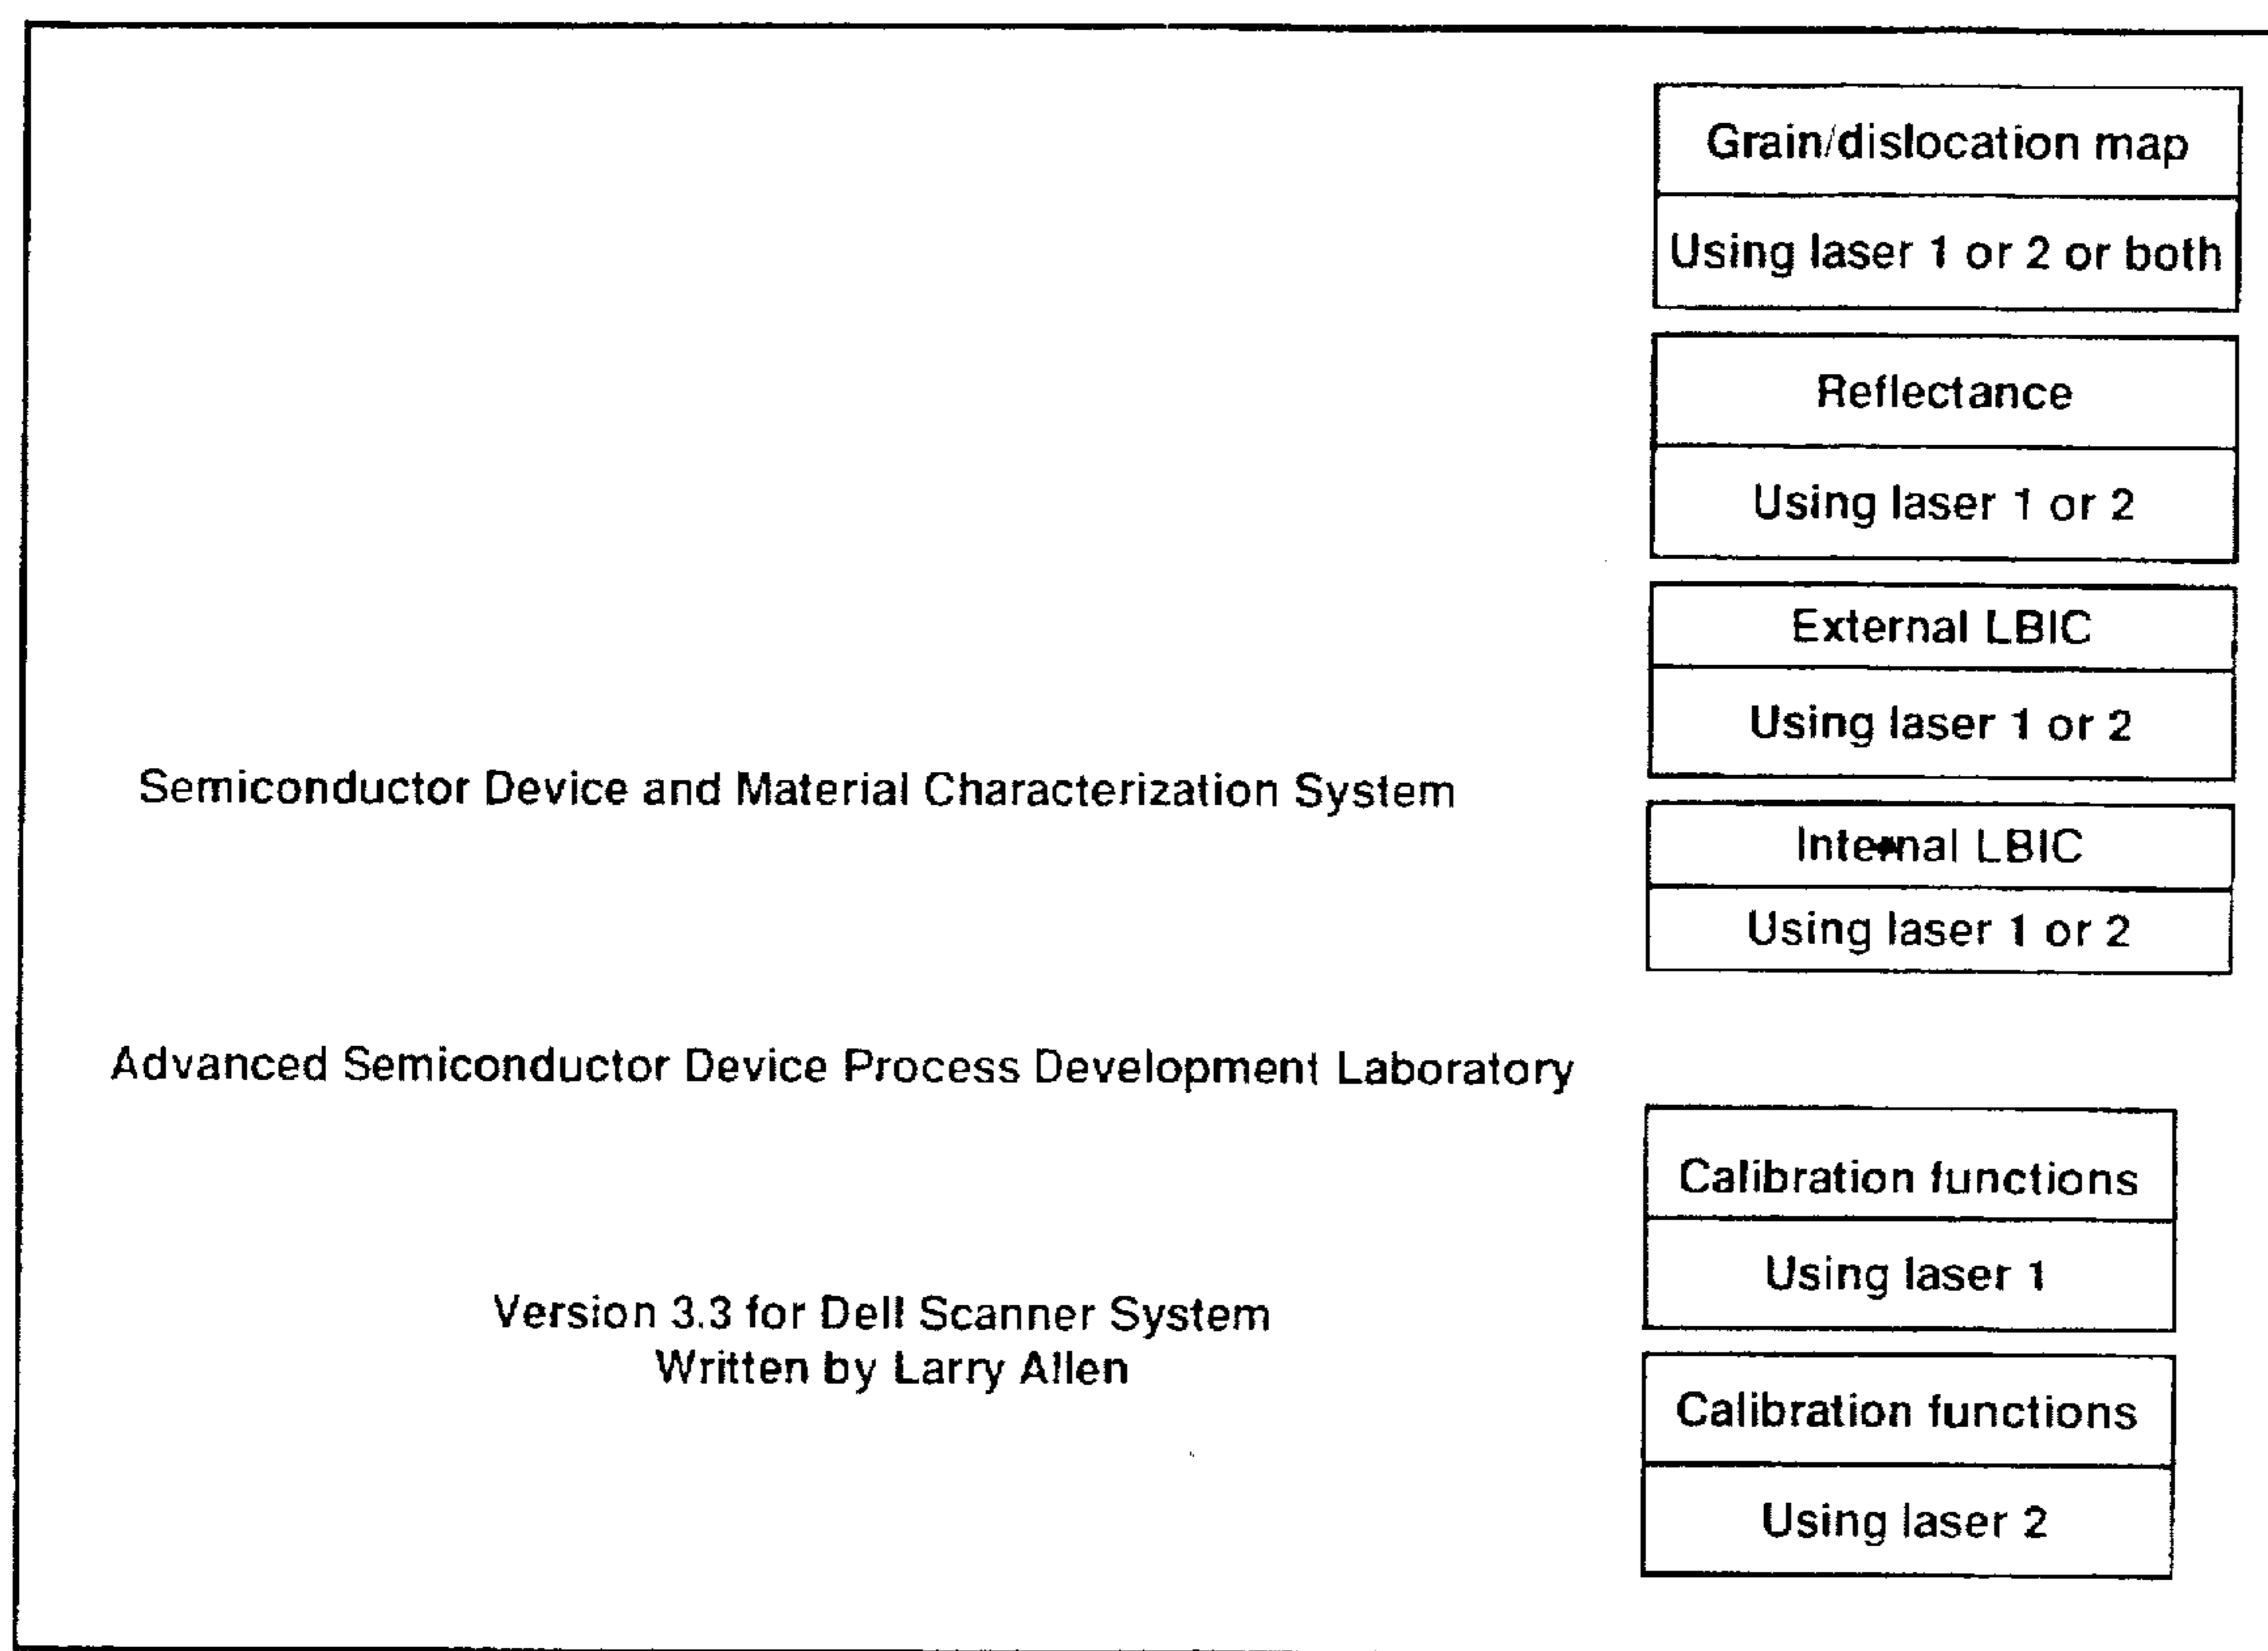 Grain/dislocation map
Using laser 1 or 2 or both
Reflectance
Using laser 1 or 2
External LBIC
Using laser 1 or 2
Semiconductor Device and Material Characterization System
Internal LBIC
Using laser 1 or 2
Advanced Semiconductor Device Process Development Laboratory
Calibration functions
Using laser 1
Version 3.3 for Dell Scanner System
Written by Larry Allen
Calibration functions
Using laser 2